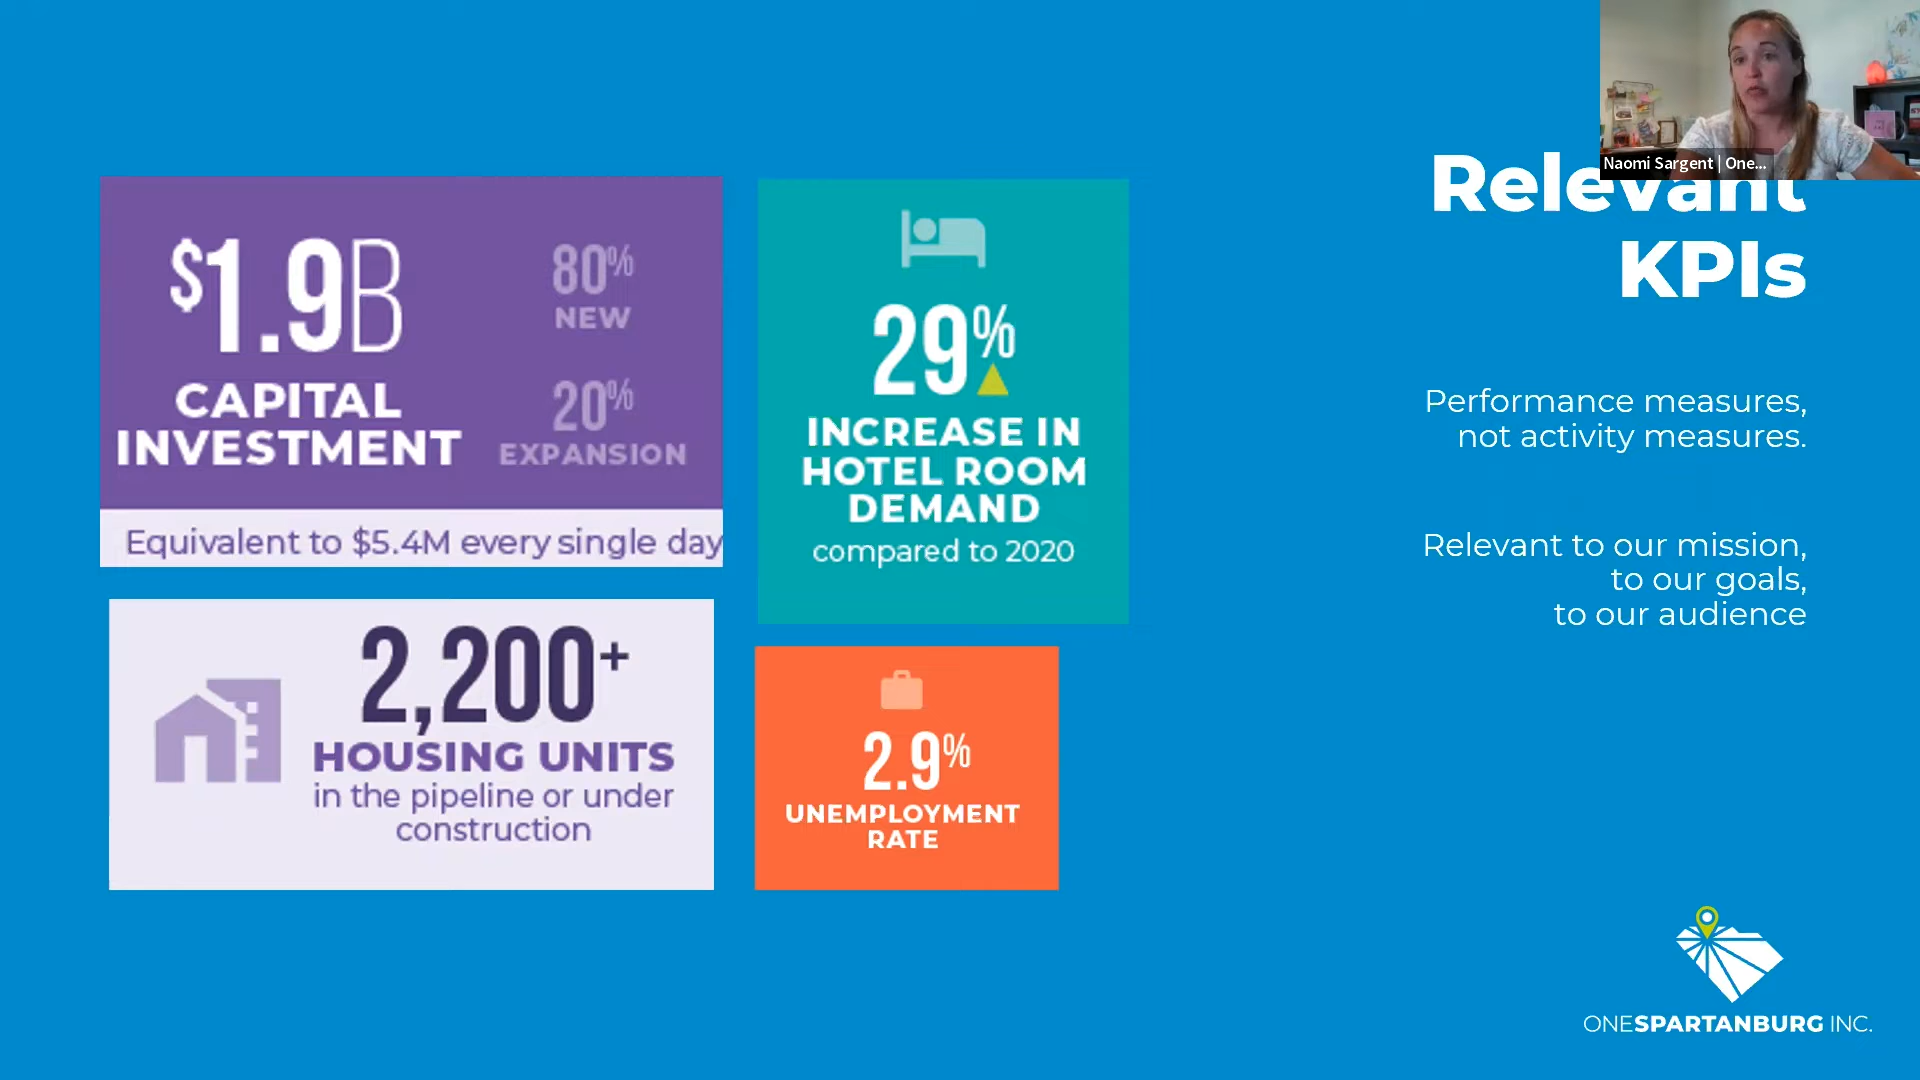 Naomi Sargent | One...
Relevant
KPIs
$1.9B
CAPITAL
INVESTMENT
80%
NEW
20%
EXPANSION
Equivalent to $5.4M every single day
29%
INCREASE IN
HOTEL ROOM
DEMAND
compared to 2020
2,200+
HOUSING UNITS
in the pipeline or under
construction
2.9%
UNEMPLOYMENT
RATE
Performance measures,
not activity measures.
Relevant to our mission,
to our goals,
to our audience
ONESPARTANBURG INC.